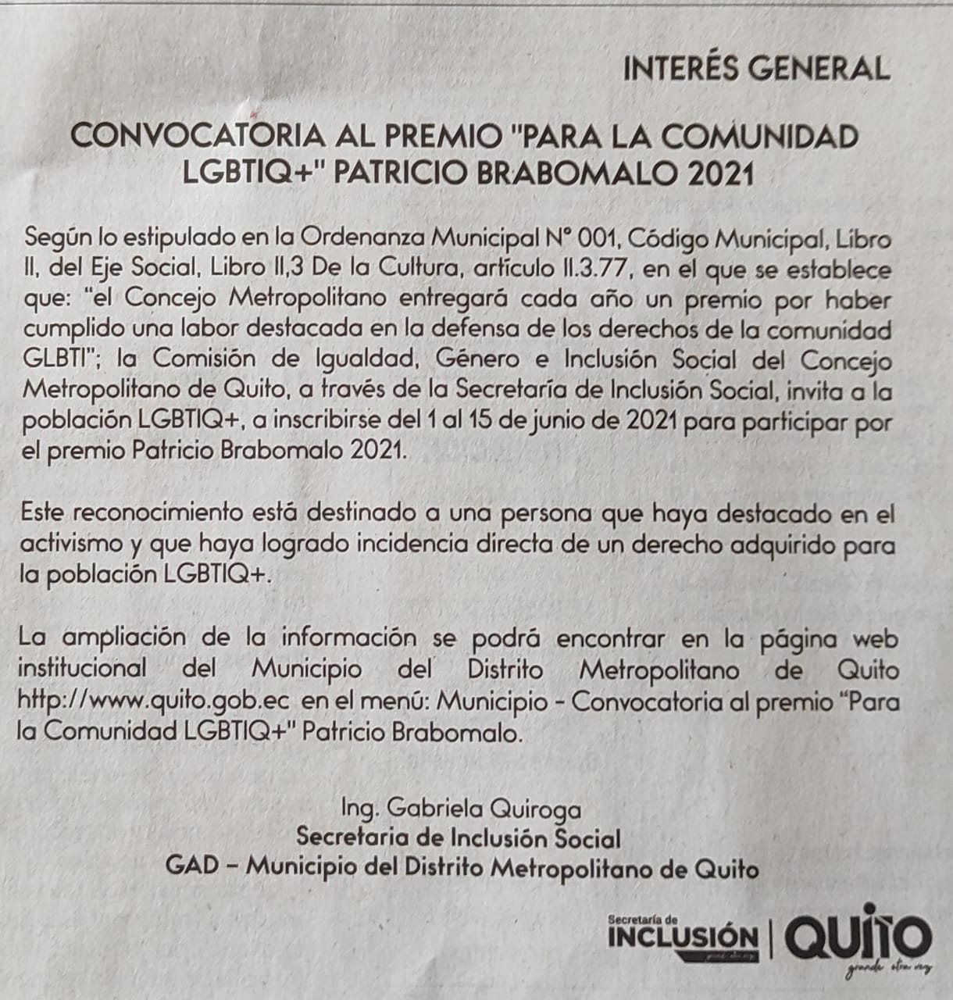 INTERÉS GENERAL
CONVOCATORIA AL PREMIO "PARA LA COMUNIDAD
LGBTIQ+" PATRICIO BRABOMALO 2021
Según lo estipulado en la Ordenanza Municipal N° 001, Código Municipal, Libro
II, del Eje Social, Libro II,3 De la Cultura, artículo II.3.77, en el que se establece
que: "el Concejo Metropolitano entregará cada año un premio por haber
cumplido una labor destacada en la defensa de los derechos de la comunidad
GLBTI"; la Comisión de Igualdad, Género e Inclusión Social del Concejo
Metropolitano de Quito, a través de la Secretaría de Inclusión Social, invita a la
población LGBTIQ+, a inscribirse del 1 al 15 de junio de 2021 para participar por
el premio Patricio Brabomalo 2021.
Este reconocimiento está destinado a una persona que haya destacado en el
activismo y que haya logrado incidencia directa de un derecho adquirido para
la población LGBTIQ+.
La ampliación de la información se podrá encontrar en la página web
institucional del Municipio del Distrito Metropolitano de Quito
http://www.quito.gob.ec en el menú: Municipio - Convocatoria al premio “Para
la Comunidad LGBTIQ+" Patricio Brabomalo.
Ing. Gabriela Quiroga
Secretaria de Inclusión Social
GAD – Municipio del Distrito Metropolitano de Quito
Secretaría de
INCLUSIÓN
QUITO
grande otra vez